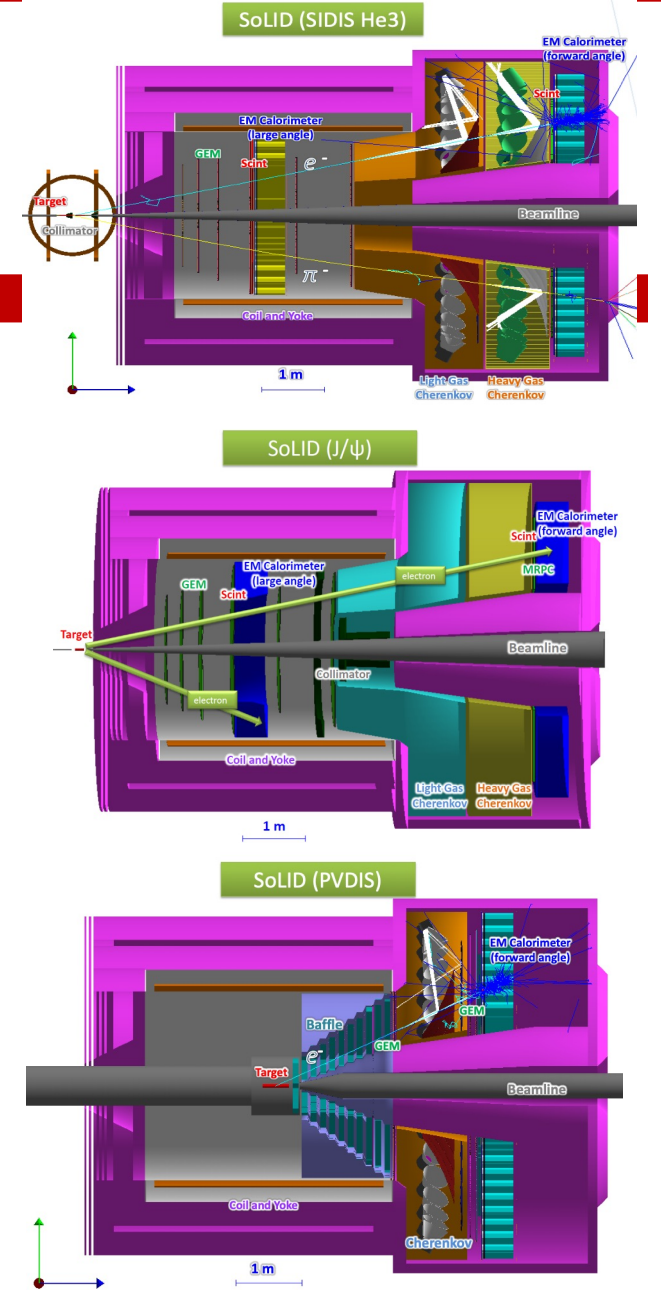 SoLID (SIDIS He3)
EM Calorimeter
(forward angle)
Scint
EM Calorimeter
(large angle)
GEM
Scint
e-
Target
Collimator
Beamline
π-
Coil and Yoke
1 m
Light Gas
Cherenkov
Heavy Gas
Cherenkov
SoLID (J/ψ)
EM Calorimeter
(forward angle)
Scint
MRPC
electron
EM Calorimeter
(large angle)
GEM
Scint
Target
Beamline
Collimator
electron
Coil and Yoke
Light Gas
Cherenkov
Heavy Gas
Cherenkov
1 m
SoLID (PVDIS)
EM Calorimeter
(forward angle)
GEM
Baffle
GEM
e-
Target
Beamline
Coil and Yoke
Cherenkov
1 m